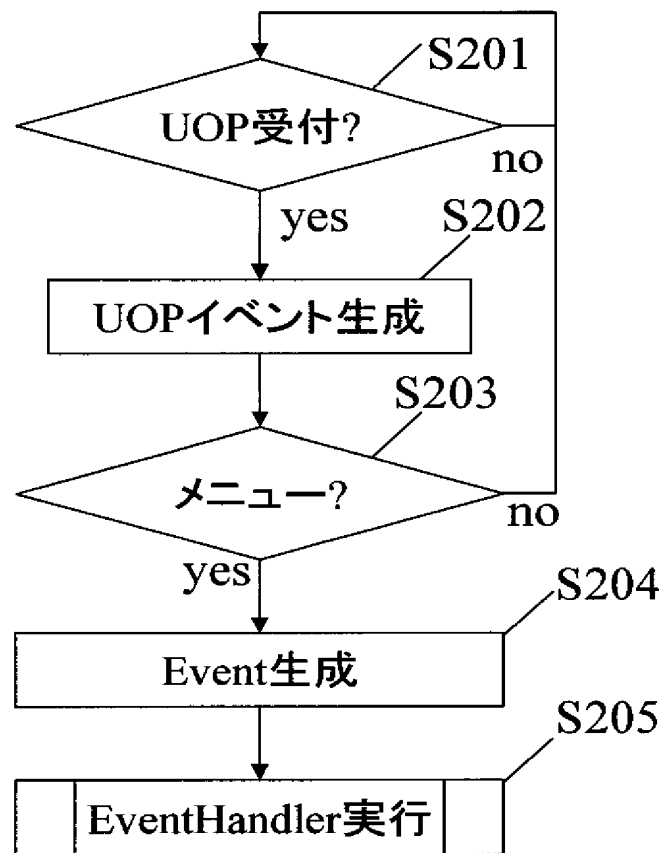 S201
UOP受付?
no
yes
S202
UOPイベント生成
S203
メニュー?
no
yes
S204
Event生成
S205
EventHandler実行